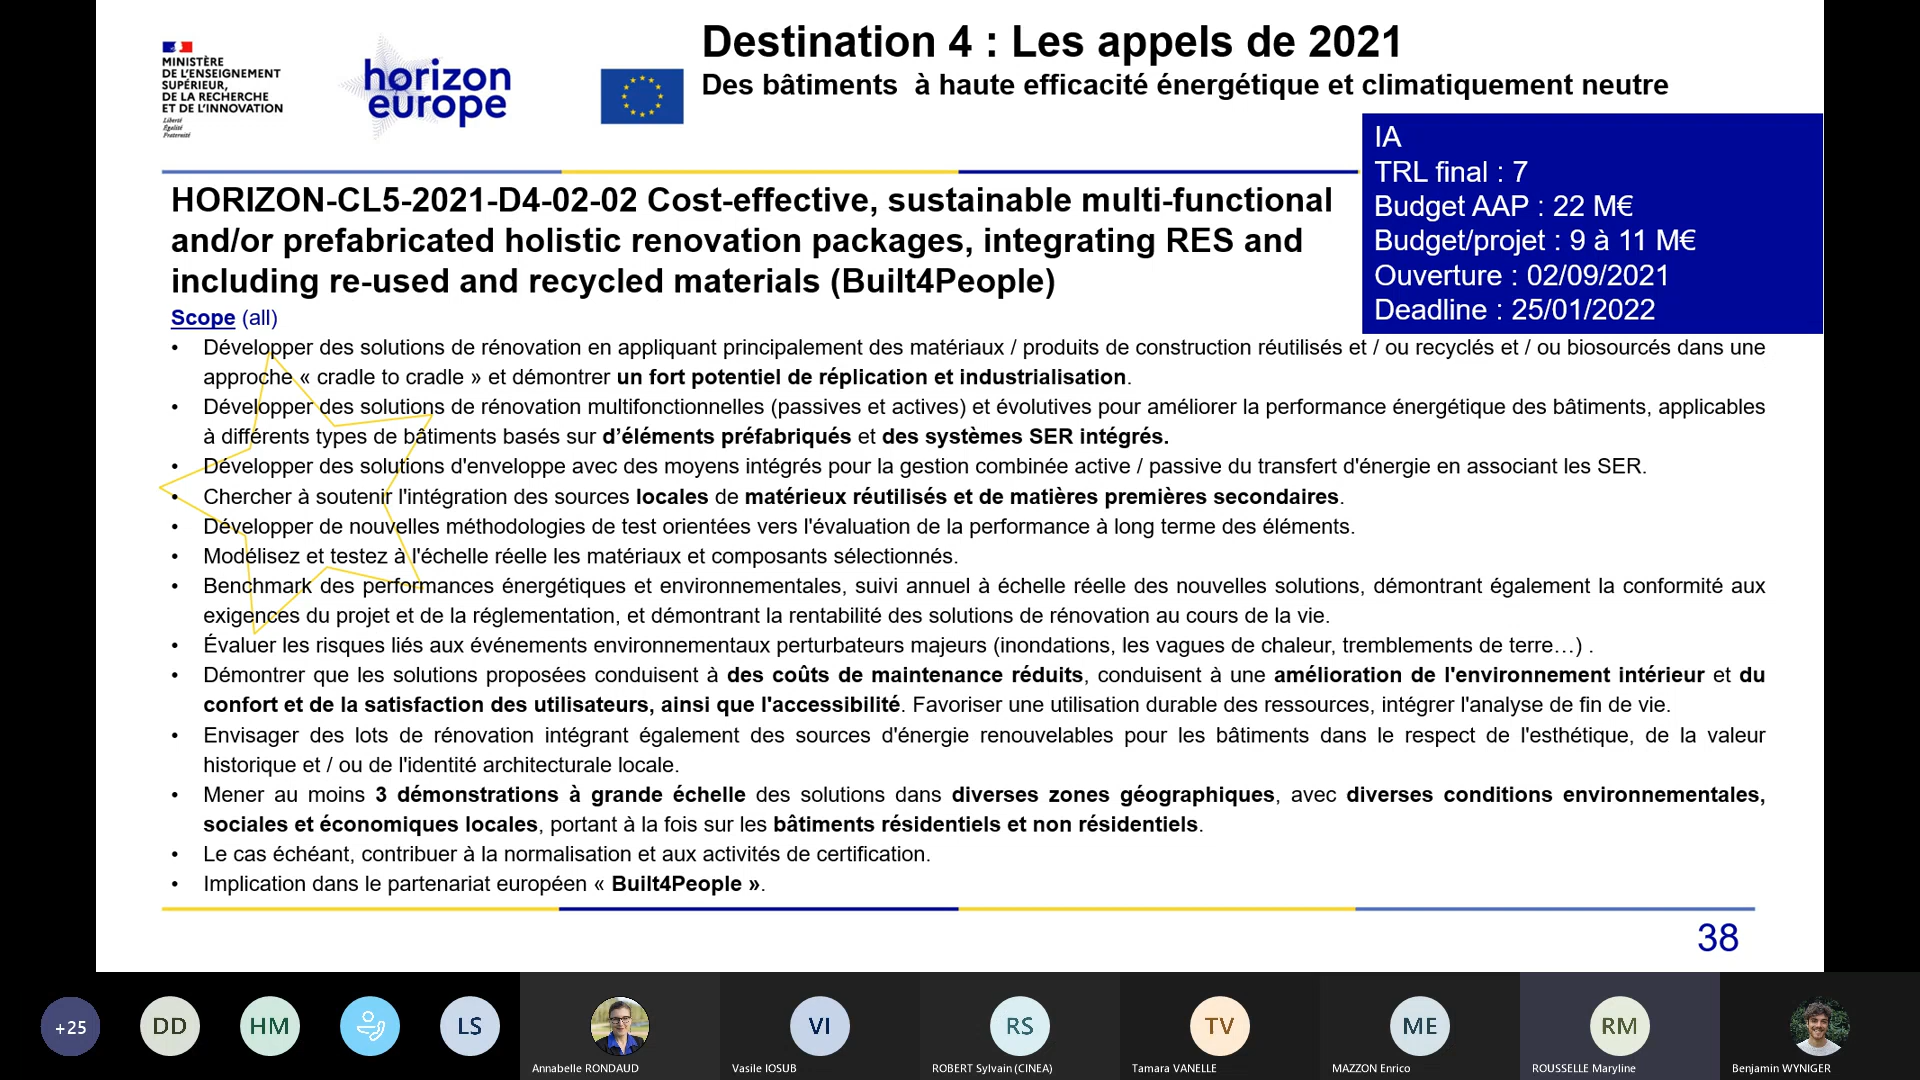 Destination 4 : Les appels de 2021
Des bâtiments à haute efficacité énergétique et climatiquement neutre
MINISTÈRE
DE L'ENSEIGNEMENT
SUPÉRIEUR,
DE LA RECHERCHE
ET DE L'INNOVATION
Liberté
Égalité
Fraternité
horizon
europe
IA
TRL final : 7
Budget AAP : 22 M€
Budget/projet : 9 à 11 M€
Ouverture : 02/09/2021
Deadline : 25/01/2022
HORIZON-CL5-2021-D4-02-02 Cost-effective, sustainable multi-functional
and/or prefabricated holistic renovation packages, integrating RES and
including re-used and recycled materials (Built4People)
Scope (all)
• Développer des solutions de rénovation en appliquant principalement des matériaux / produits de construction réutilisés et / ou recyclés et / ou biosourcés dans une
approche « cradle to cradle » et démontrer un fort potentiel de réplication et industrialisation.
• Développer des solutions de rénovation multifonctionnelles (passives et actives) et évolutives pour améliorer la performance énergétique des bâtiments, applicables
à différents types de bâtiments basés sur d'éléments préfabriqués et des systèmes SER intégrés.
• Développer des solutions d'enveloppe avec des moyens intégrés pour la gestion combinée active / passive du transfert d'énergie en associant les SER.
• Chercher à soutenir l'intégration des sources locales de matérieux réutilisés et de matières premières secondaires.
• Développer de nouvelles méthodologies de test orientées vers l'évaluation de la performance à long terme des éléments.
• Modélisez et testez à l'échelle réelle les matériaux et composants sélectionnés.
• Benchmark des performances énergétiques et environnementales, suivi annuel à échelle réelle des nouvelles solutions, démontrant également la conformité aux
exigences du projet et de la réglementation, et démontrant la rentabilité des solutions de rénovation au cours de la vie.
• Évaluer les risques liés aux événements environnementaux perturbateurs majeurs (inondations, les vagues de chaleur, tremblements de terre…) .
• Démontrer que les solutions proposées conduisent à des coûts de maintenance réduits, conduisent à une amélioration de l'environnement intérieur et du
confort et de la satisfaction des utilisateurs, ainsi que l'accessibilité. Favoriser une utilisation durable des ressources, intégrer l'analyse de fin de vie.
• Envisager des lots de rénovation intégrant également des sources d'énergie renouvelables pour les bâtiments dans le respect de l'esthétique, de la valeur
historique et / ou de l'identité architecturale locale.
• Mener au moins 3 démonstrations à grande échelle des solutions dans diverses zones géographiques, avec diverses conditions environnementales,
sociales et économiques locales, portant à la fois sur les bâtiments résidentiels et non résidentiels.
• Le cas échéant, contribuer à la normalisation et aux activités de certification.
• Implication dans le partenariat européen « Built4People ».
38
+25
DD
HM
LS
VI
RS
TV
ME
RM
Annabelle RONDAUD
Vasile IOSUB
ROBERT Sylvain (CINEA)
Tamara VANELLE
MAZZON Enrico
ROUSSELLE Maryline
Benjamin WYNIGER